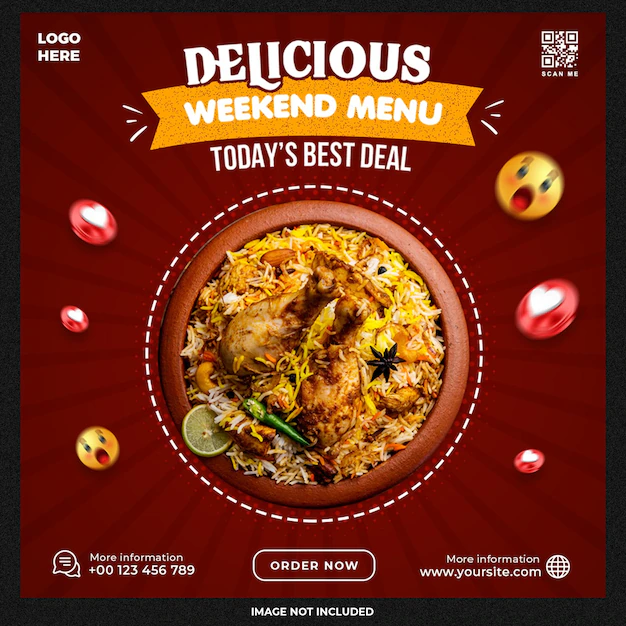 LOGO
HERE
SCAN ME
DELICIOUS
WEEKEND MENU
TODAY'S BEST DEAL
More information
+00 123 456 789
ORDER NOW
More information
www.yoursite.com
IMAGE NOT INCLUDED